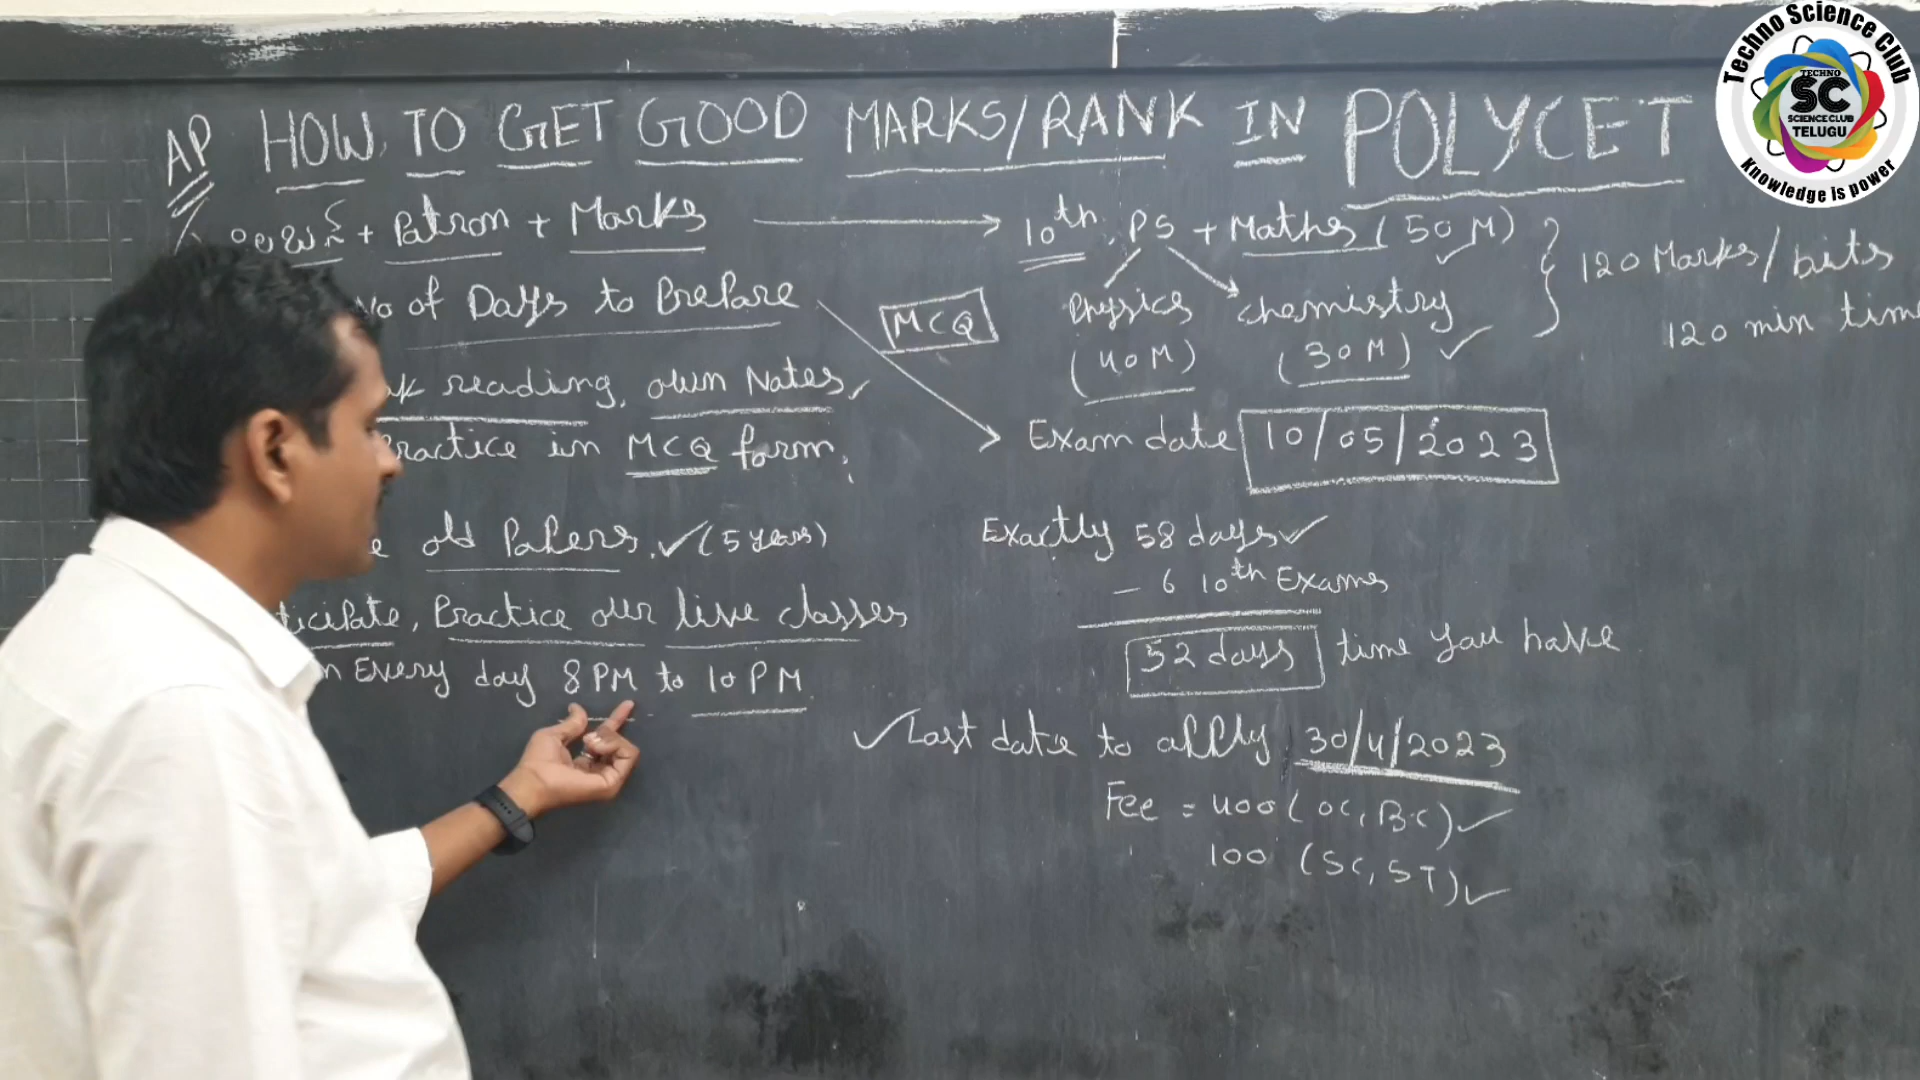 AP HOW TO GET GOOD MARKS/RANK IN POLYCET
+ Patron + Marks
10th PS + Maths (50 M)
Physics chemistry
(40M) (30M)
120 Marks/bits
120 min time
No of Days to Prepare
MCQ
reading, own Notes,
Practice in MCQ form.
Exam date 10/05/2023
old Papers. (5 years)
Exactly 58 days
- 6 10th Exams
52 days time you have
Practice our live classes
Every day 8 PM to 10 PM
Last date to apply 30/4/2023
Fee = 400 (OC, BC)
100 (SC, ST)
Techno Science Club
TECHNO
SC
SCIENCE CLUB
TELUGU
Knowledge is power